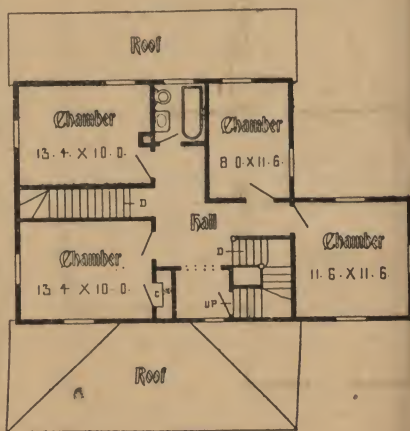 Roof
Chamber
13. 4. X 10. 0.
Chamber
8 0. X 11. 6.
D
Hall
Chamber
13. 4 X 10. 0
D
Chamber
11. 6. X 11. 6.
C
UP
Roof